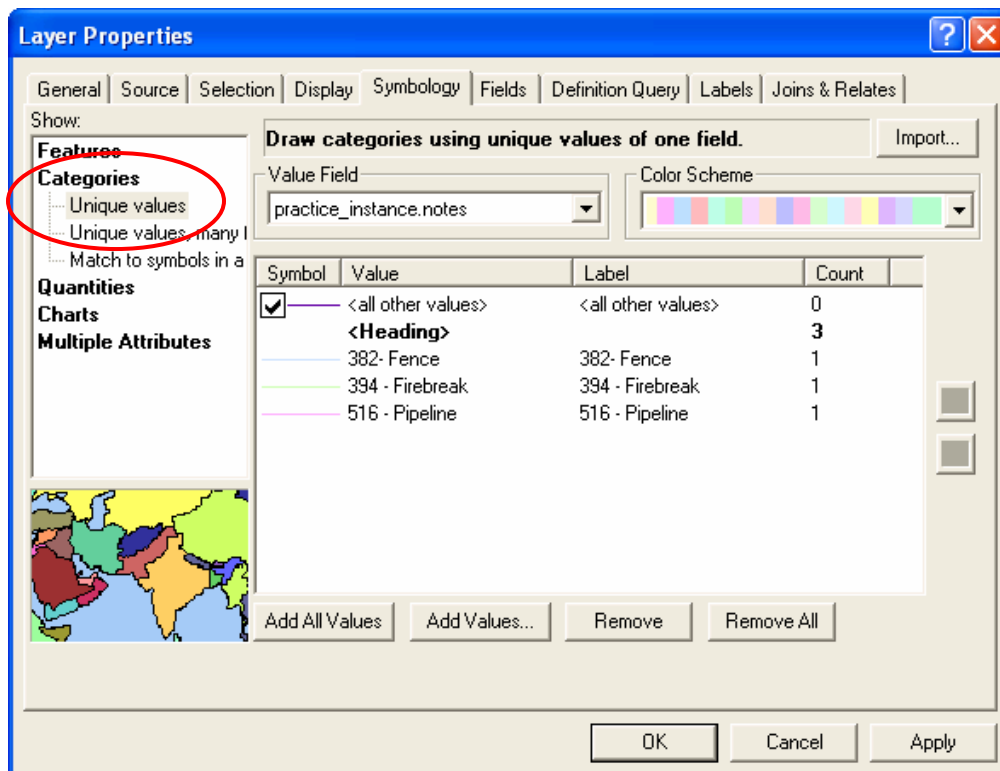 Layer Properties
General Source Selection Display Symbology Fields Definition Query Labels Joins & Relates
Show:
Features
Categories
Unique values
Unique values, many
Match to symbols in a
Quantities
Charts
Multiple Attributes
Draw categories using unique values of one field.
Import...
Value Field
practice_instance.notes
Color Scheme
Symbol Value Label Count
<all other values> <all other values> 0
<Heading> 3
382- Fence 382- Fence 1
394 - Firebreak 394 - Firebreak 1
516 - Pipeline 516 - Pipeline 1
Add All Values Add Values... Remove Remove All
OK Cancel Apply